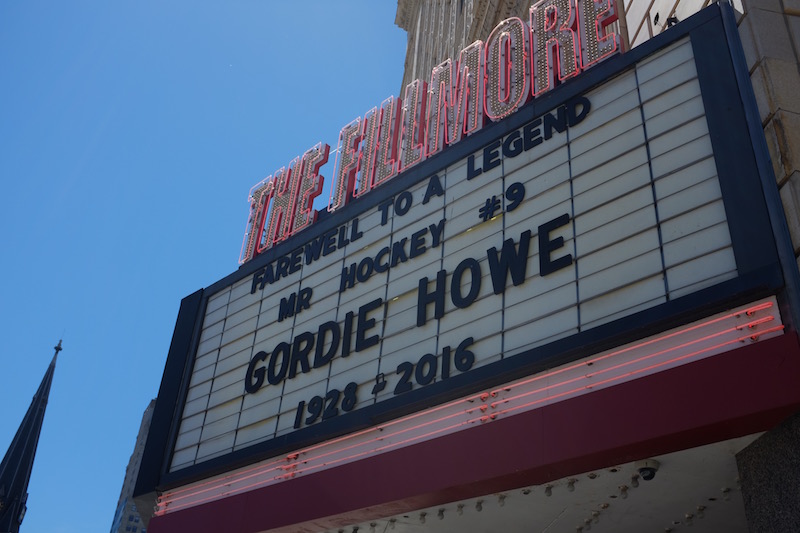 THE FILLMORE
FAREWELL TO A LEGEND
MR HOCKEY #9
GORDIE HOWE
1928 - 2016